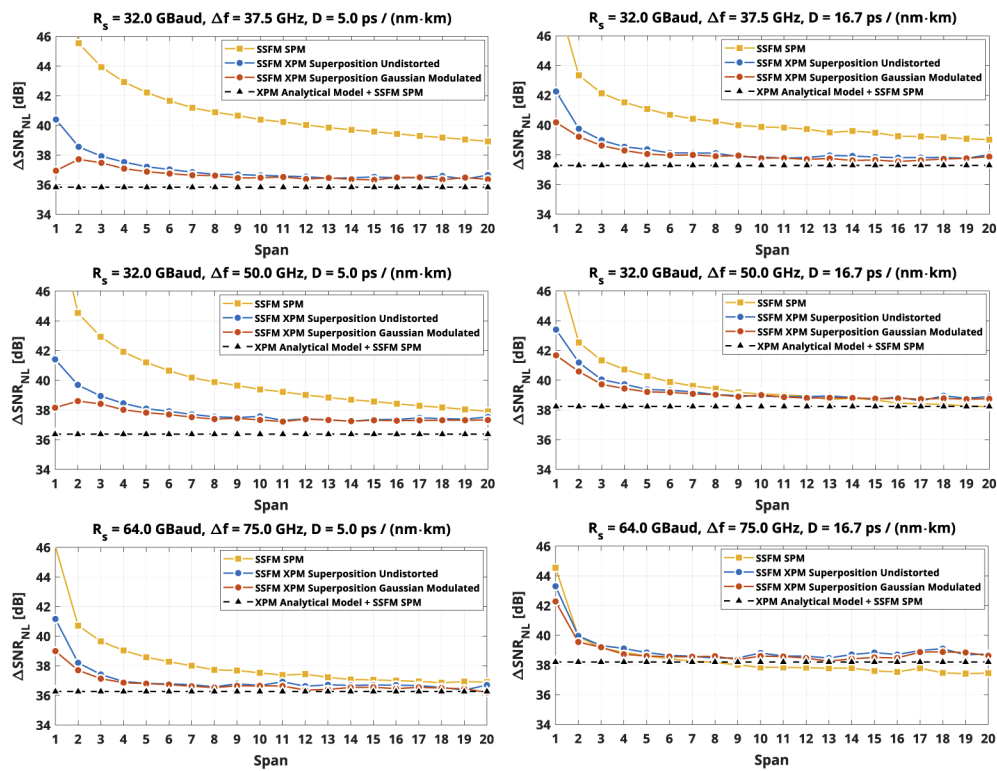 R_s = 32.0 GBaud, Δf = 37.5 GHz, D = 5.0 ps / (nm·km)
46
44
42
40
38
36
34
ΔSNR_NL [dB]
SSFM SPM
SSFM XPM Superposition Undistorted
SSFM XPM Superposition Gaussian Modulated
XPM Analytical Model + SSFM SPM
1 2 3 4 5 6 7 8 9 10 11 12 13 14 15 16 17 18 19 20
Span
R_s = 32.0 GBaud, Δf = 37.5 GHz, D = 16.7 ps / (nm·km)
46
44
42
40
38
36
34
ΔSNR_NL [dB]
SSFM SPM
SSFM XPM Superposition Undistorted
SSFM XPM Superposition Gaussian Modulated
XPM Analytical Model + SSFM SPM
1 2 3 4 5 6 7 8 9 10 11 12 13 14 15 16 17 18 19 20
Span
R_s = 32.0 GBaud, Δf = 50.0 GHz, D = 5.0 ps / (nm·km)
46
44
42
40
38
36
34
ΔSNR_NL [dB]
SSFM SPM
SSFM XPM Superposition Undistorted
SSFM XPM Superposition Gaussian Modulated
XPM Analytical Model + SSFM SPM
1 2 3 4 5 6 7 8 9 10 11 12 13 14 15 16 17 18 19 20
Span
R_s = 32.0 GBaud, Δf = 50.0 GHz, D = 16.7 ps / (nm·km)
46
44
42
40
38
36
34
ΔSNR_NL [dB]
SSFM SPM
SSFM XPM Superposition Undistorted
SSFM XPM Superposition Gaussian Modulated
XPM Analytical Model + SSFM SPM
1 2 3 4 5 6 7 8 9 10 11 12 13 14 15 16 17 18 19 20
Span
R_s = 64.0 GBaud, Δf = 75.0 GHz, D = 5.0 ps / (nm·km)
46
44
42
40
38
36
34
ΔSNR_NL [dB]
SSFM SPM
SSFM XPM Superposition Undistorted
SSFM XPM Superposition Gaussian Modulated
XPM Analytical Model + SSFM SPM
1 2 3 4 5 6 7 8 9 10 11 12 13 14 15 16 17 18 19 20
Span
R_s = 64.0 GBaud, Δf = 75.0 GHz, D = 16.7 ps / (nm·km)
46
44
42
40
38
36
34
ΔSNR_NL [dB]
SSFM SPM
SSFM XPM Superposition Undistorted
SSFM XPM Superposition Gaussian Modulated
XPM Analytical Model + SSFM SPM
1 2 3 4 5 6 7 8 9 10 11 12 13 14 15 16 17 18 19 20
Span